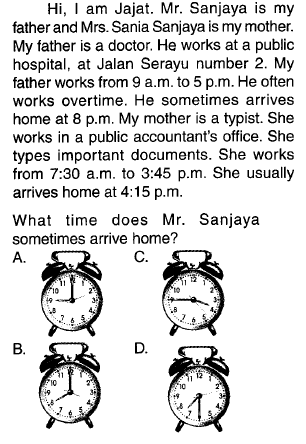 Hi, I am Jajat. Mr. Sanjaya is my
father and Mrs. Sania Sanjaya is my mother.
My father is a doctor. He works at a public
hospital, at Jalan Serayu number 2. My
father works from 9 a.m. to 5 p.m. He often
works overtime. He sometimes arrives
home at 8 p.m. My mother is a typist. She
works in a public accountant's office. She
types important documents. She works
from 7:30 a.m. to 3:45 p.m. She usually
arrives home at 4:15 p.m.
What time does Mr. Sanjaya
sometimes arrive home?
A.
C.
B.
D.